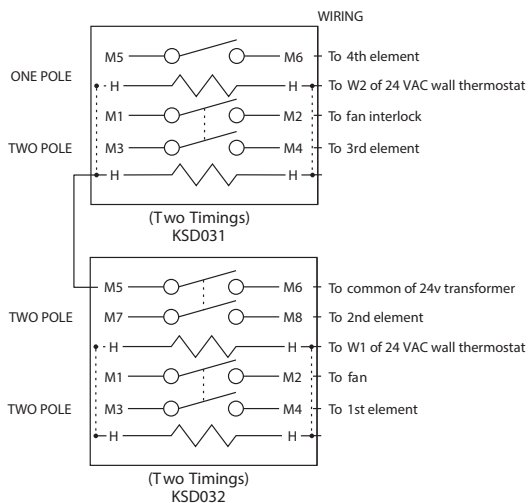 WIRING
M5 M6 To 4th element
ONE POLE
H H To W2 of 24 VAC wall thermostat
M1 M2 To fan interlock
TWO POLE M3 M4 To 3rd element
H H
(Two Timings)
KSD031
M5 M6 To common of 24v transformer
TWO POLE M7 M8 To 2nd element
H H To W1 of 24 VAC wall thermostat
M1 M2 To fan
TWO POLE M3 M4 To 1st element
H H
(Two Timings)
KSD032